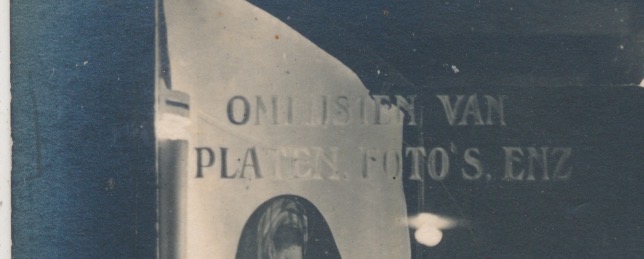 OMLIJSTEN VAN
PLATEN, FOTO'S, ENZ